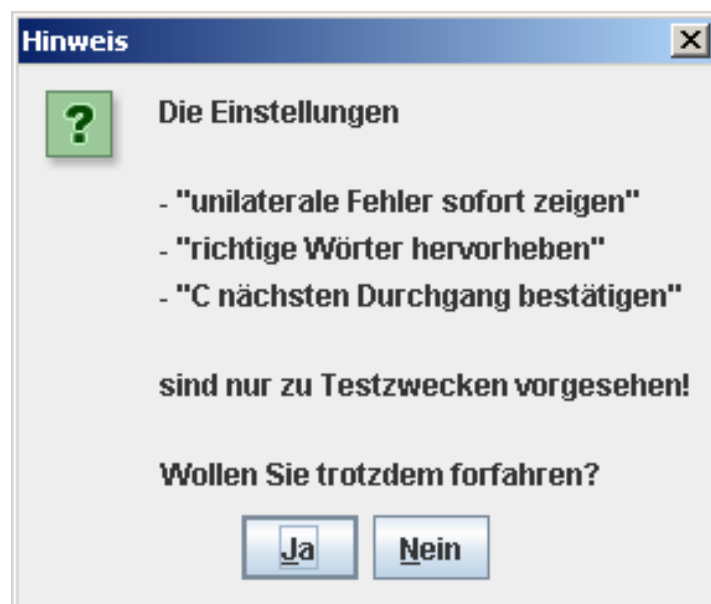 Hinweis
Die Einstellungen
- "unilaterale Fehler sofort zeigen"
- "richtige Wörter hervorheben"
- "C nächsten Durchgang bestätigen"
sind nur zu Testzwecken vorgesehen!
Wollen Sie trotzdem forfahren?
Ja Nein